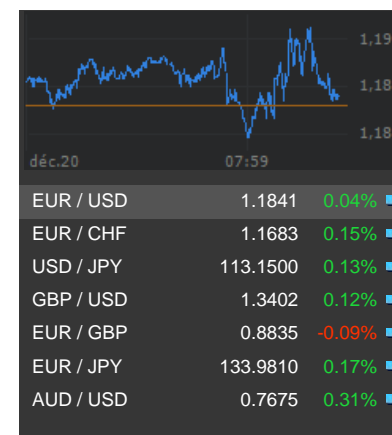 1,19
1,18
1,18
déc.20 07:59
EUR / USD 1.1841 0.04%
EUR / CHF 1.1683 0.15%
USD / JPY 113.1500 0.13%
GBP / USD 1.3402 0.12%
EUR / GBP 0.8835 -0.09%
EUR / JPY 133.9810 0.17%
AUD / USD 0.7675 0.31%